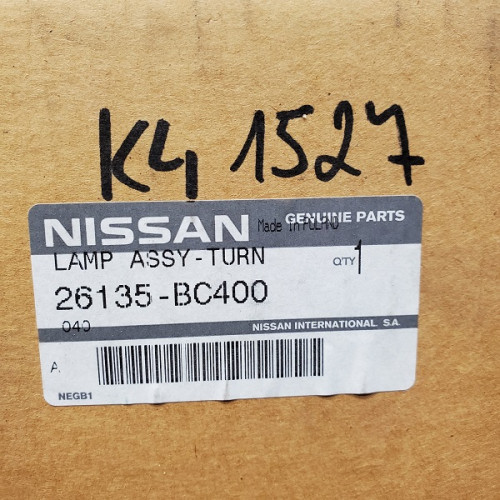 K4 1527
NISSAN Made in POLAND GENUINE PARTS
LAMP ASSY-TURN QTY 1
26135-BC400
040 NISSAN INTERNATIONAL S.A.
A.
NEGB1